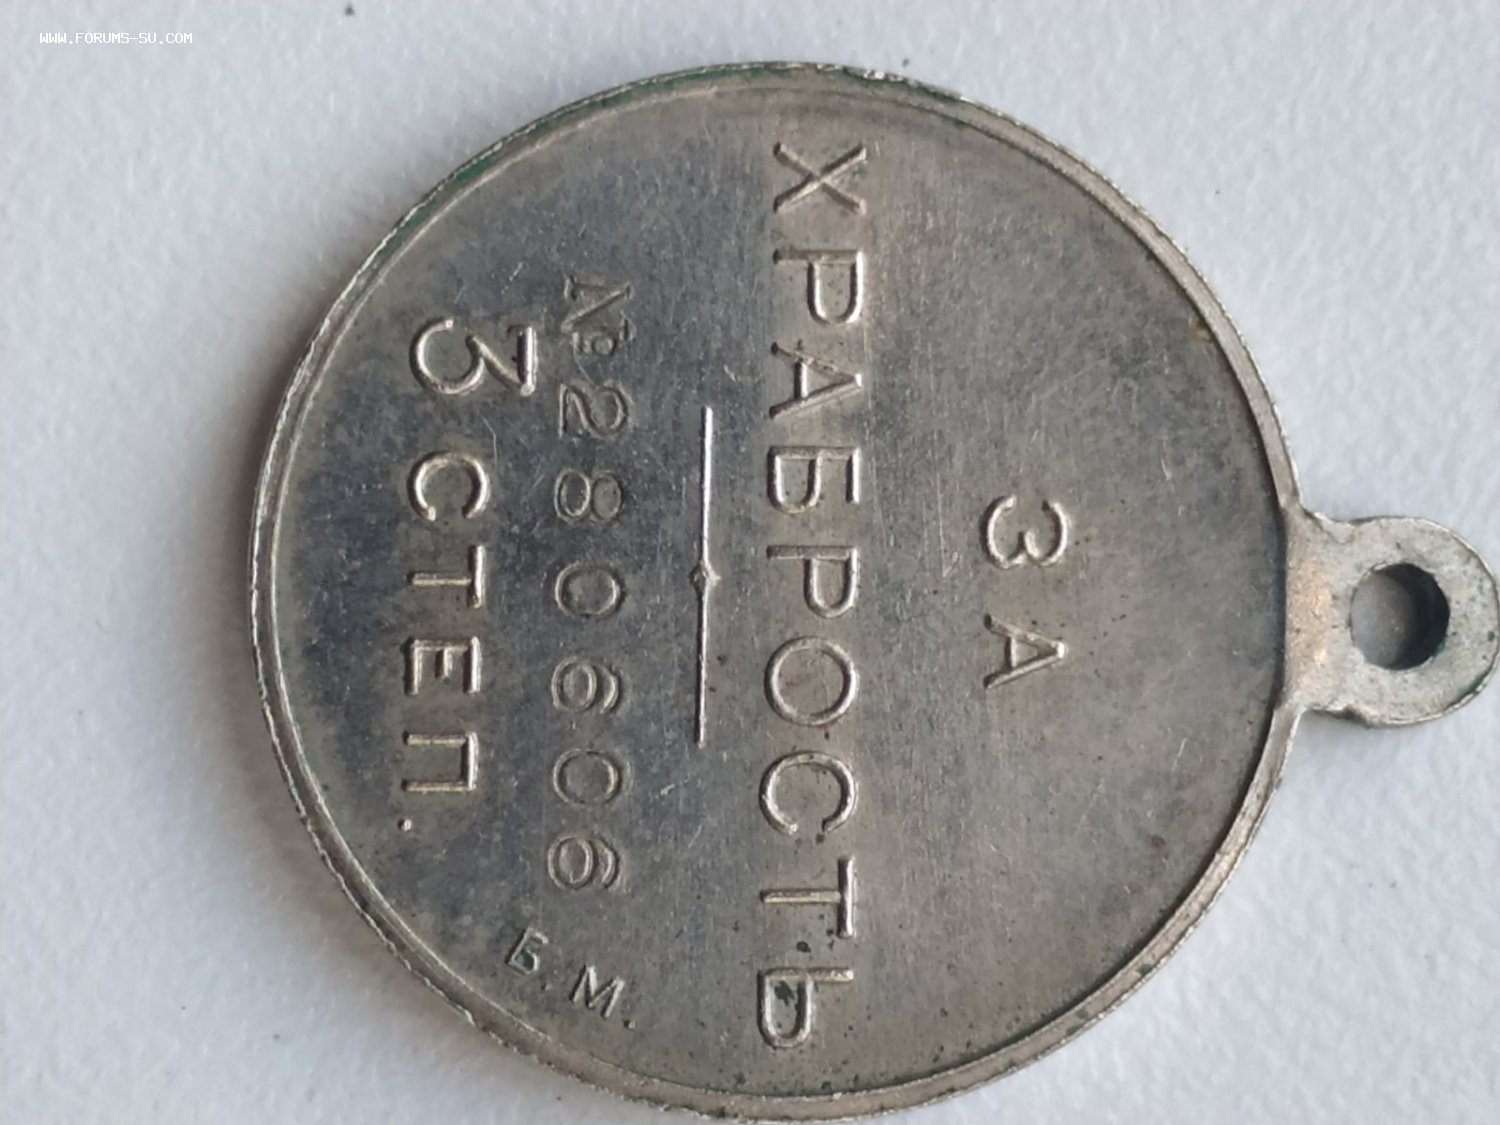 WWW.FORUMS-SU.COM
ЗА
ХРАБРОСТЬ
№280606
3 СТЕП.
Б.М.